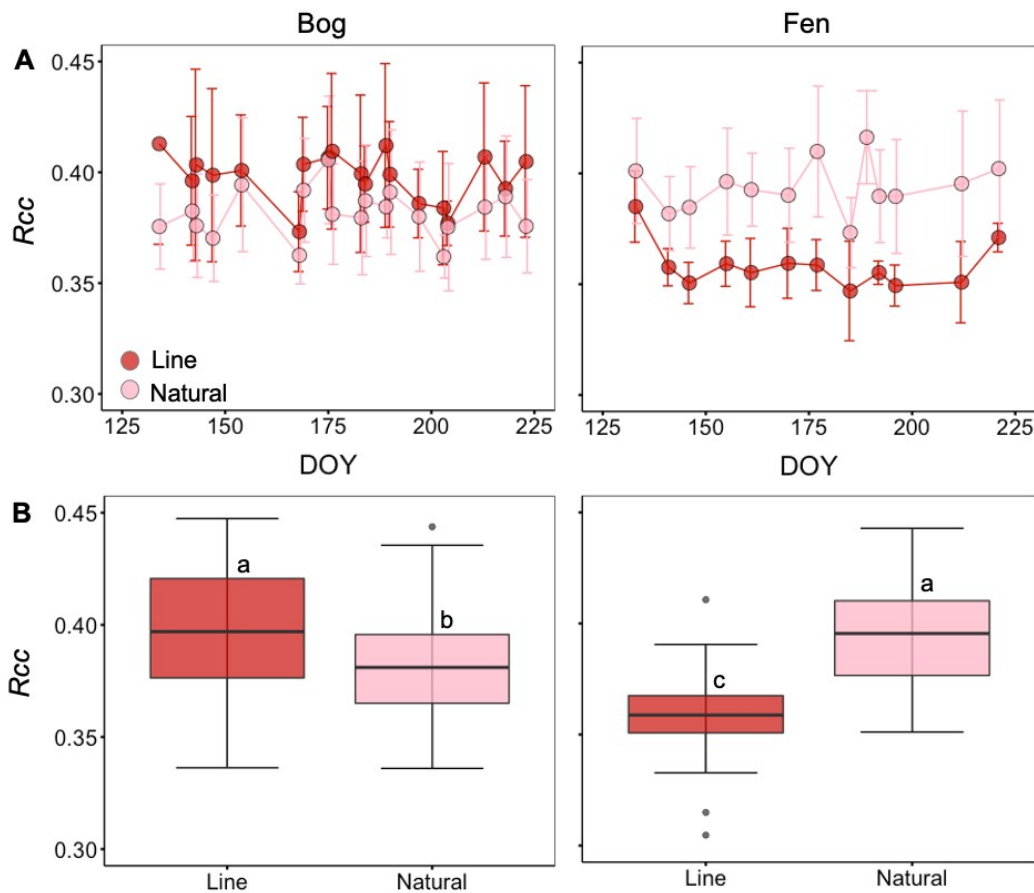 Bog Fen
A
Rcc
0.45
0.40
0.35
0.30
Line
Natural
125 150 175 200 225
125 150 175 200 225
DOY DOY
B
Rcc
0.45
0.40
0.35
0.30
a
b
c
a
Line Natural
Line Natural